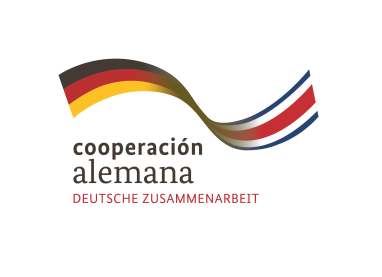 cooperación
alemana
DEUTSCHE ZUSAMMENARBEIT